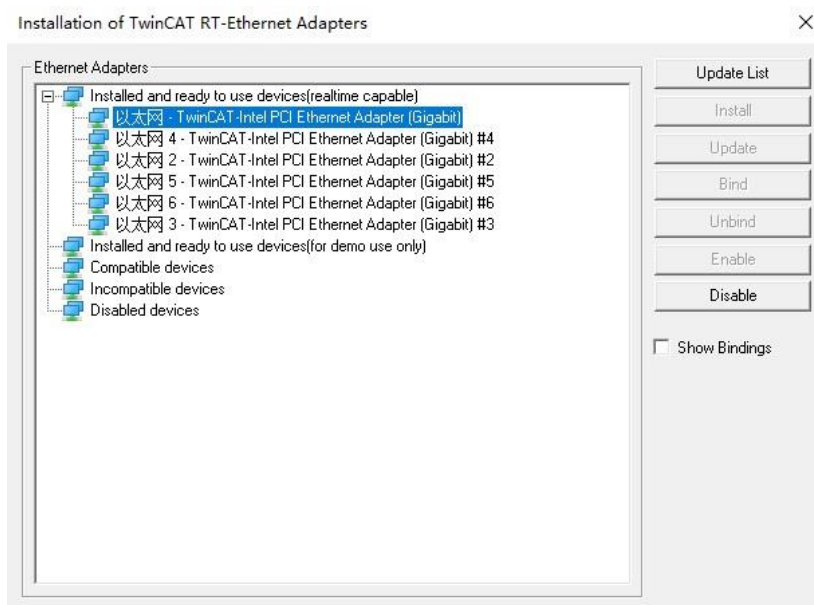 Installation of TwinCAT RT-Ethernet Adapters
Ethernet Adapters
Installed and ready to use devices(realtime capable)
以太网 - TwinCAT-Intel PCI Ethernet Adapter (Gigabit)
以太网 4 - TwinCAT-Intel PCI Ethernet Adapter (Gigabit) #4
以太网 2 - TwinCAT-Intel PCI Ethernet Adapter (Gigabit) #2
以太网 5 - TwinCAT-Intel PCI Ethernet Adapter (Gigabit) #5
以太网 6 - TwinCAT-Intel PCI Ethernet Adapter (Gigabit) #6
以太网 3 - TwinCAT-Intel PCI Ethernet Adapter (Gigabit) #3
Installed and ready to use devices(for demo use only)
Compatible devices
Incompatible devices
Disabled devices
Update List
Install
Update
Bind
Unbind
Enable
Disable
Show Bindings